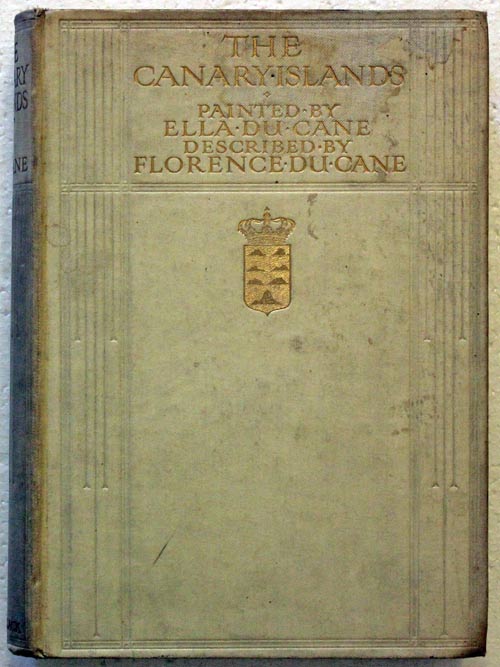 THE
CANARY·ISLANDS
PAINTED·BY
ELLA·DU·CANE
DESCRIBED·BY
FLORENCE·DU·CANE